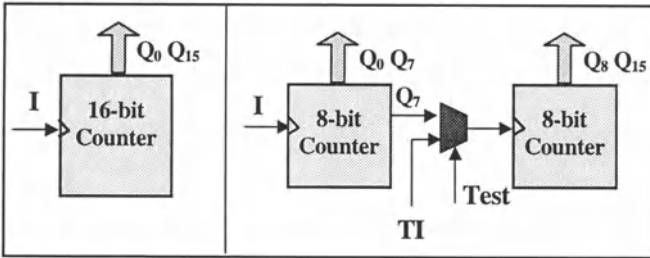 Q0 Q15
I
16-bit
Counter
Q0 Q7
I
Q7
8-bit
Counter
Test
TI
Q8 Q15
8-bit
Counter